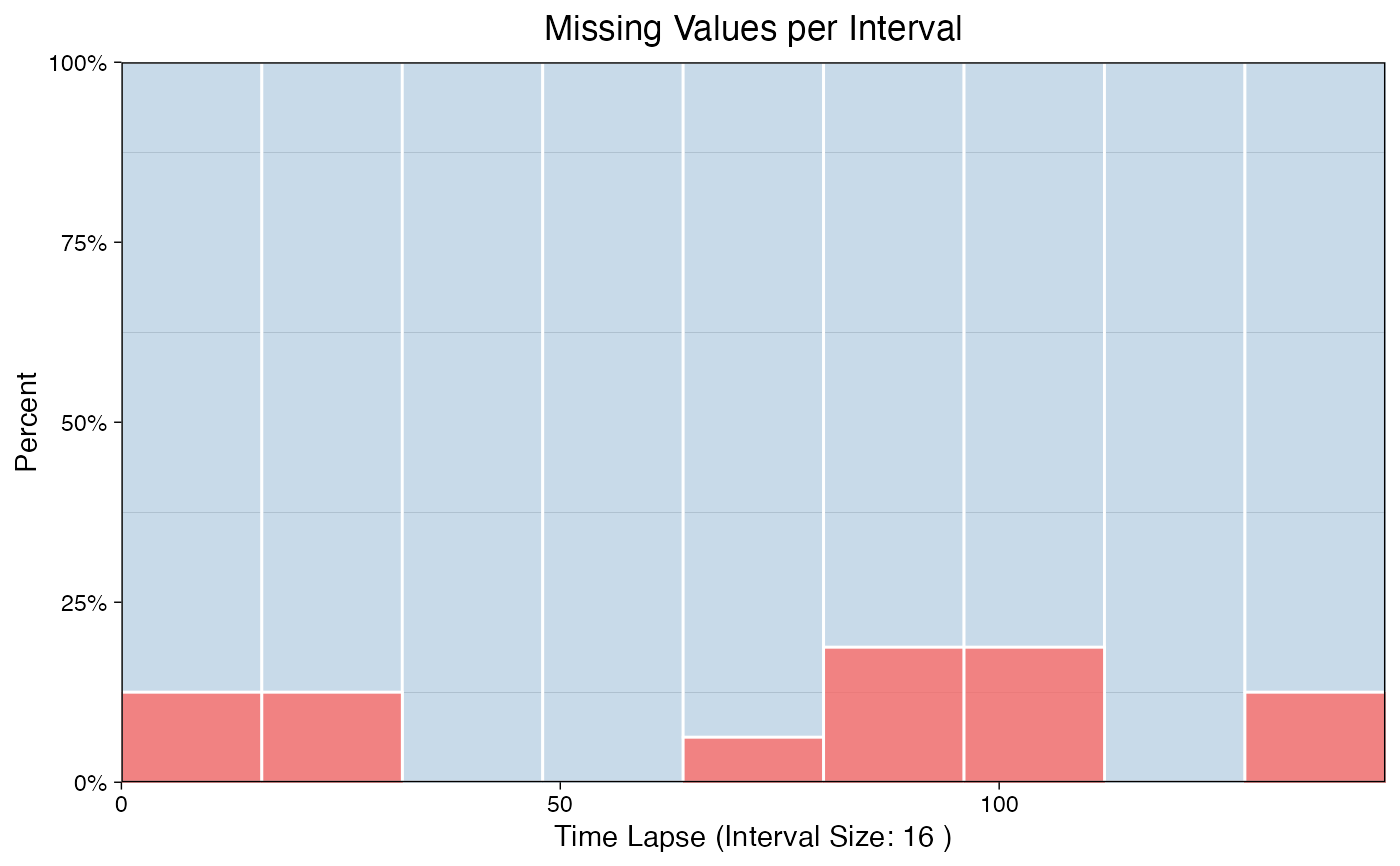 Missing Values per Interval
100%
75%
50%
25%
0%
Percent
0 50 100
Time Lapse (Interval Size: 16 )